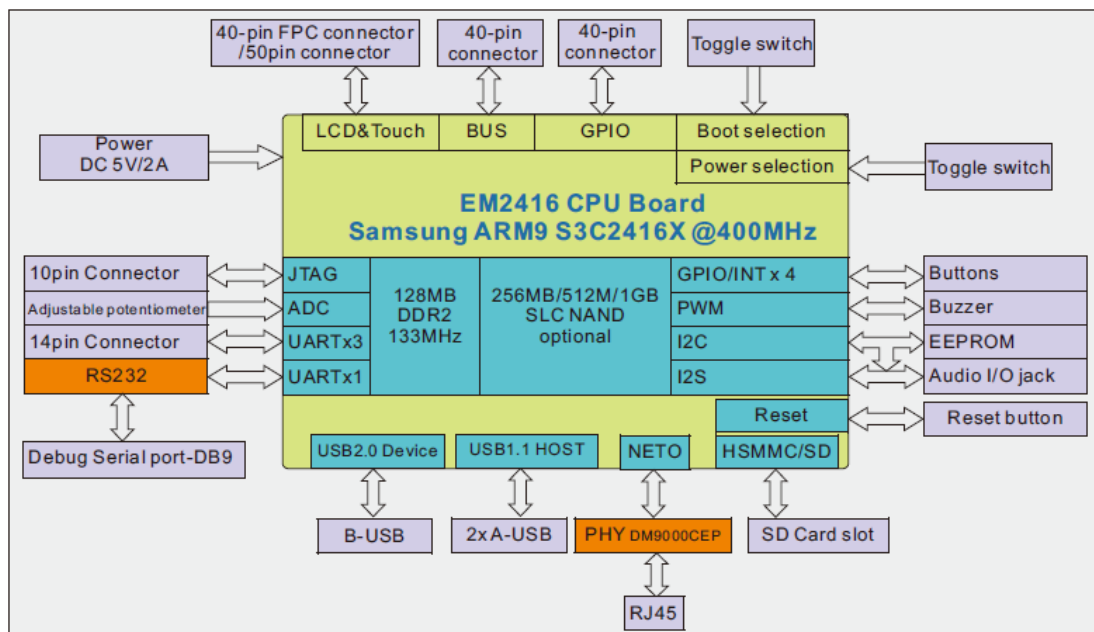 40-pin FPC connector
/50pin connector
40-pin
connector
40-pin
connector
Toggle switch
LCD&Touch
BUS
GPIO
Boot selection
Power
DC 5V/2A
Power selection
Toggle switch
EM2416 CPU Board
Samsung ARM9 S3C2416X @400MHz
10pin Connector
JTAG
128MB
DDR2
133MHz
256MB/512M/1GB
SLC NAND
optional
GPIO/INT x 4
Buttons
Adjustable potentiometer
ADC
PWM
Buzzer
14pin Connector
UARTx3
I2C
EEPROM
RS232
UARTx1
I2S
Audio I/O jack
Reset
Reset button
Debug Serial port-DB9
USB2.0 Device
USB1.1 HOST
NETO
HSMMC/SD
B-USB
2xA-USB
PHY DM9000CEP
SD Card slot
RJ45